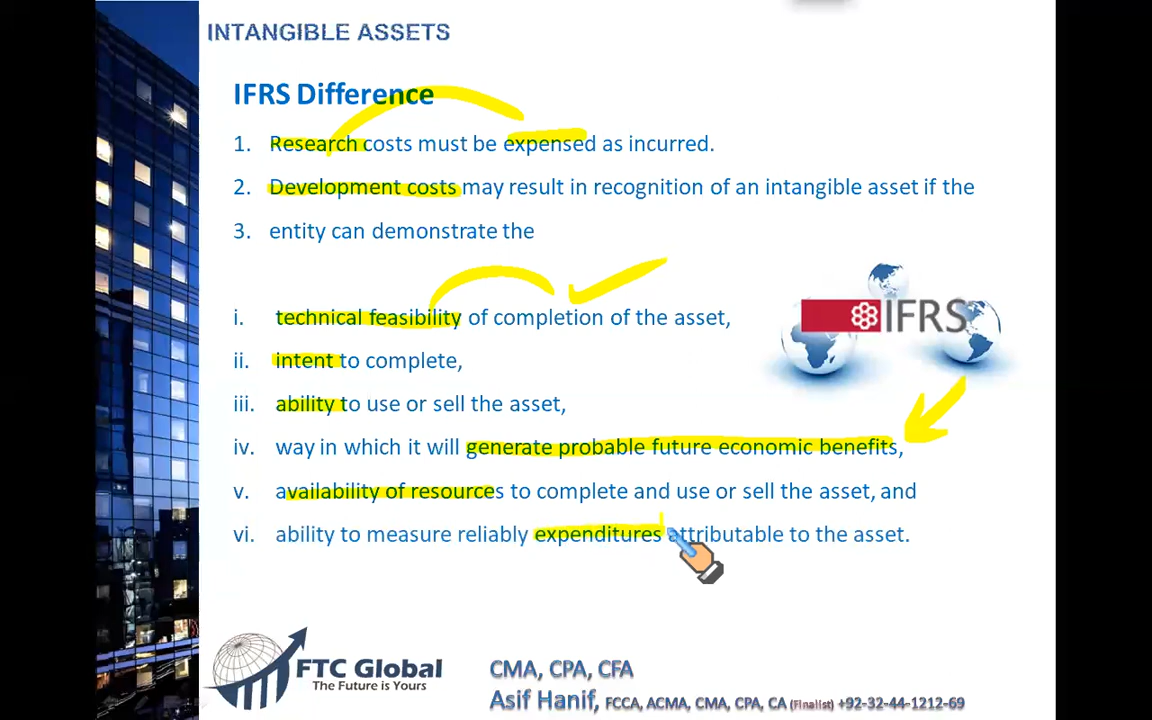 INTANGIBLE ASSETS
IFRS Difference
1. Research costs must be expensed as incurred.
2. Development costs may result in recognition of an intangible asset if the
3. entity can demonstrate the
i. technical feasibility of completion of the asset,
ii. intent to complete,
iii. ability to use or sell the asset,
iv. way in which it will generate probable future economic benefits,
v. availability of resources to complete and use or sell the asset, and
vi. ability to measure reliably expenditures attributable to the asset.
IFRS
FTC Global
The Future is Yours
CMA, CPA, CFA
Asif Hanif, FCCA, ACMA, CMA, CPA, CA (Finalist) +92-32-44-1212-69